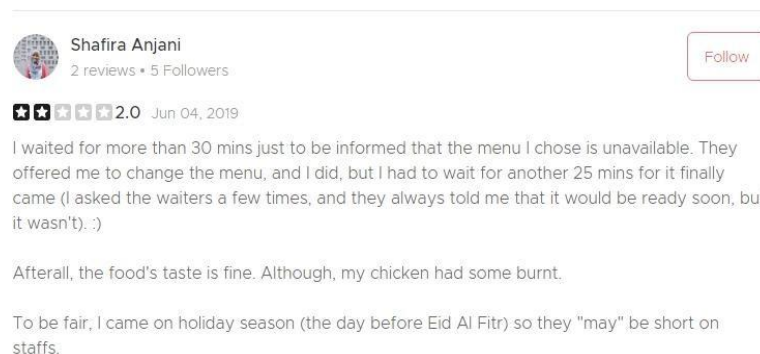 Shafira Anjani
2 reviews • 5 Followers
Follow
2.0 Jun 04, 2019
I waited for more than 30 mins just to be informed that the menu I chose is unavailable. They
offered me to change the menu, and I did, but I had to wait for another 25 mins for it finally
came (I asked the waiters a few times, and they always told me that it would be ready soon, bu
it wasn't). :)
Afterall, the food's taste is fine. Although, my chicken had some burnt.
To be fair, I came on holiday season (the day before Eid Al Fitr) so they "may" be short on
staffs.